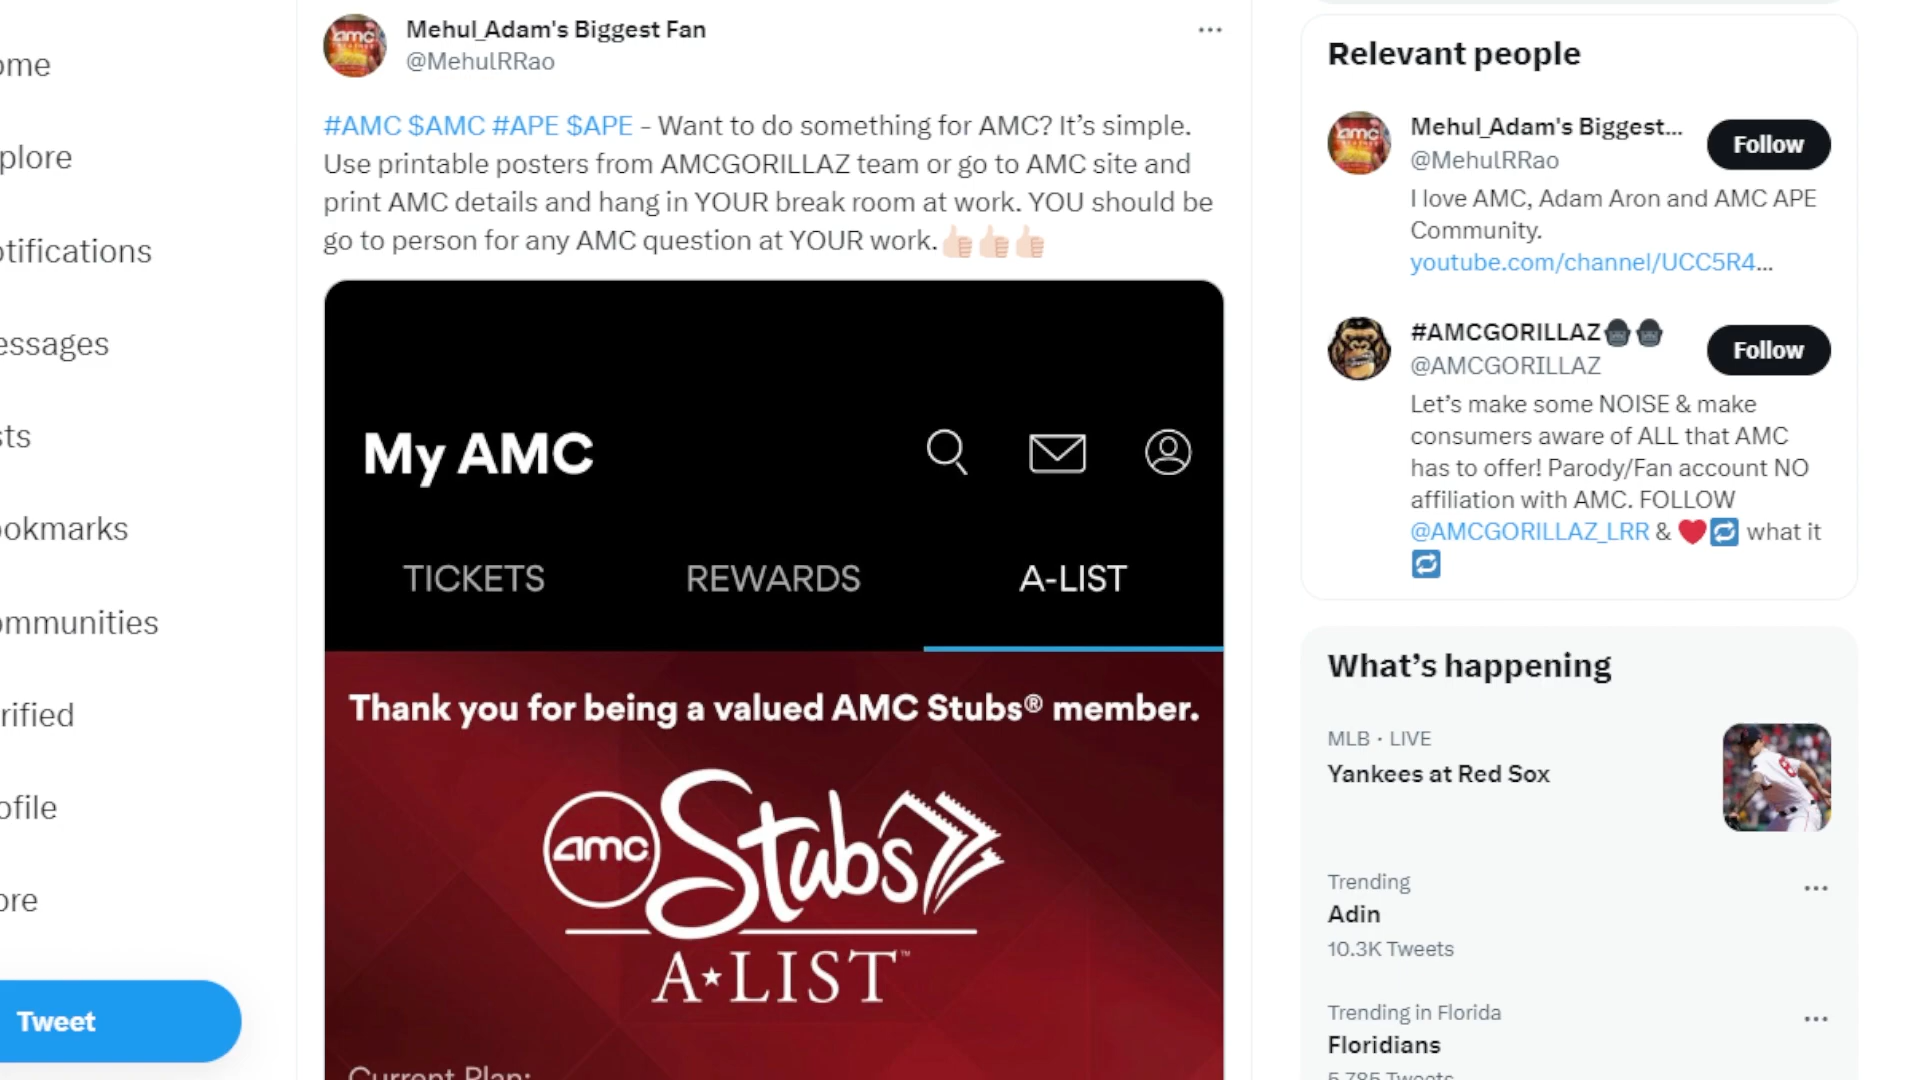 ome
plore
otifications
essages
sts
ookmarks
ommunities
rified
ofile
ore
Tweet
Mehul_Adam's Biggest Fan
@MehulRRao
#AMC $AMC #APE $APE – Want to do something for AMC? It’s simple.
Use printable posters from AMCGORILLAZ team or go to AMC site and
print AMC details and hang in YOUR break room at work. YOU should be
go to person for any AMC question at YOUR work.👍🏻👍🏻👍🏻
My AMC
TICKETS REWARDS A-LIST
Thank you for being a valued AMC Stubs® member.
amc Stubs
A★LIST™
Current Plan:
Relevant people
Mehul_Adam's Biggest...
@MehulRRao
Follow
I love AMC, Adam Aron and AMC APE
Community.
youtube.com/channel/UCC5R4...
#AMCGORILLAZ
@AMCGORILLAZ
Follow
Let’s make some NOISE & make
consumers aware of ALL that AMC
has to offer! Parody/Fan account NO
affiliation with AMC. FOLLOW
@AMCGORILLAZ_LRR & ❤️🔁 what it
🔁
What’s happening
MLB · LIVE
Yankees at Red Sox
Trending
Adin
10.3K Tweets
Trending in Florida
Floridians
5,785 Tweets